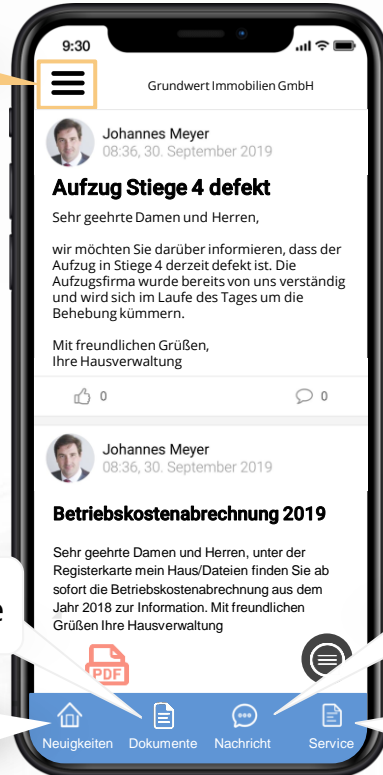 9:30
Grundwert Immobilien GmbH
Johannes Meyer
08:36, 30. September 2019
Aufzug Stiege 4 defekt
Sehr geehrte Damen und Herren,
wir möchten Sie darüber informieren, dass der
Aufzug in Stiege 4 derzeit defekt ist. Die
Aufzugsfirma wurde bereits von uns verständig
und wird sich im Laufe des Tages um die
Behebung kümmern.
Mit freundlichen Grüßen,
Ihre Hausverwaltung
0 0
Johannes Meyer
08:36, 30. September 2019
Betriebskostenabrechnung 2019
Sehr geehrte Damen und Herren, unter der
Registerkarte mein Haus/Dateien finden Sie ab
sofort die Betriebskostenabrechnung aus dem
Jahr 2018 zur Information. Mit freundlichen
Grüßen Ihre Hausverwaltung
e
PDF
Neuigkeiten Dokumente Nachricht Service